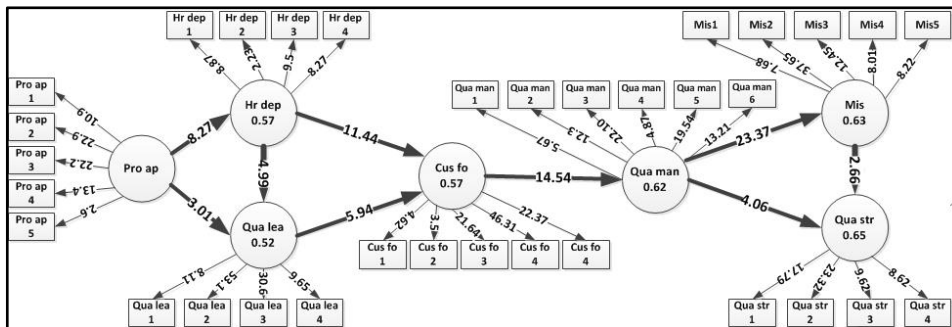 Hr dep
1
Hr dep
2
Hr dep
3
Hr dep
4
8.87
2.23
9.5
8.27
Pro ap
1
Pro ap
2
Pro ap
3
Pro ap
4
Pro ap
5
10.9
22.9
22.2
13.4
2.6
Pro ap
8.27
3.01
Hr dep
0.57
4.99
Qua lea
0.52
8.11
53.1
30.6
9.65
Qua lea
1
Qua lea
2
Qua lea
3
Qua lea
4
11.44
5.94
Cus fo
0.57
4.62
3.5
21.64
46.31
22.37
Cus fo
1
Cus fo
2
Cus fo
3
Cus fo
4
Cus fo
4
14.54
Qua man
1
Qua man
2
Qua man
3
Qua man
4
Qua man
5
Qua man
6
5.67
12.3
22.10
4.87
19.54
13.21
Qua man
0.62
23.37
4.06
Mis1
Mis2
Mis3
Mis4
Mis5
7.68
37.65
12.45
8.01
8.22
Mis
0.63
2.66
Qua str
0.65
17.79
23.32
9.62
8.62
Qua str
1
Qua str
2
Qua str
3
Qua str
4